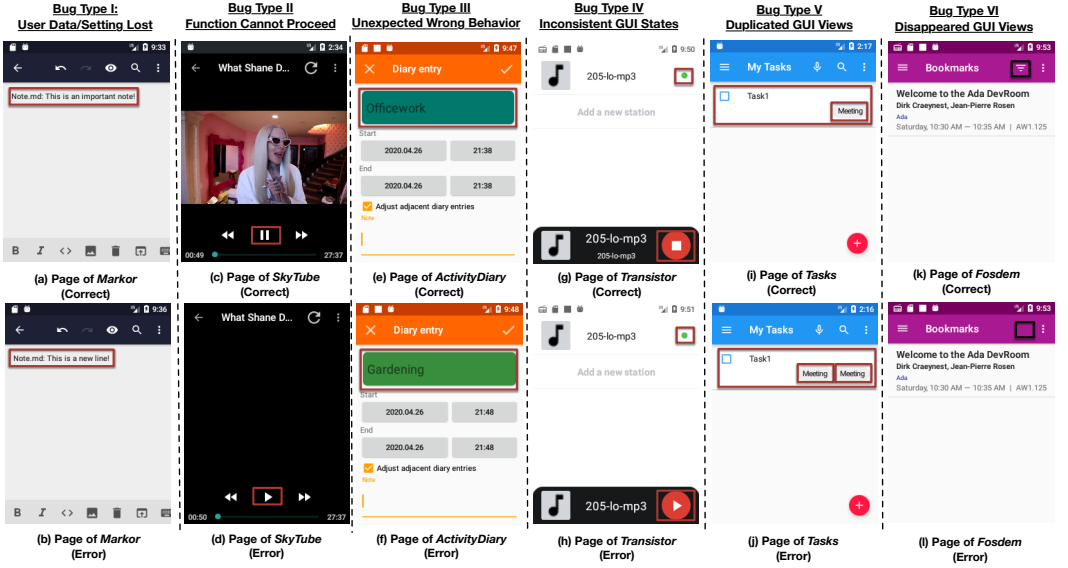 Bug Type I:
User Data/Setting Lost
Bug Type II
Function Cannot Proceed
Bug Type III
Unexpected Wrong Behavior
Bug Type IV
Inconsistent GUI States
Bug Type V
Duplicated GUI Views
Bug Type VI
Disappeared GUI Views
9:33
Note.md: This is an important note!
B I <>
(a) Page of Markor
(Correct)
2:34
What Shane D...
00:49 27:37
(c) Page of SkyTube
(Correct)
9:47
Diary entry
Officework
Start
2020.04.26 21:38
End
2020.04.26 21:38
Adjust adjacent diary entries
Note
(e) Page of ActivityDiary
(Correct)
9:50
205-lo-mp3
Add a new station
205-lo-mp3
205-lo-mp3
(g) Page of Transistor
(Correct)
2:17
My Tasks
Task1
Meeting
(i) Page of Tasks
(Correct)
9:53
Bookmarks
Welcome to the Ada DevRoom
Dirk Craeynest, Jean-Pierre Rosen
Ada
Saturday, 10:30 AM — 10:35 AM | AW1.125
(k) Page of Fosdem
(Correct)
9:36
Note.md: This is a new line!
B I <>
(b) Page of Markor
(Error)
What Shane D...
00:50 27:37
(d) Page of SkyTube
(Error)
9:48
Diary entry
Gardening
Start
2020.04.26 21:48
End
2020.04.26 21:48
Adjust adjacent diary entries
Note
(f) Page of ActivityDiary
(Error)
9:51
205-lo-mp3
Add a new station
205-lo-mp3
(h) Page of Transistor
(Error)
2:16
My Tasks
Task1
Meeting Meeting
(j) Page of Tasks
(Error)
9:53
Bookmarks
Welcome to the Ada DevRoom
Dirk Craeynest, Jean-Pierre Rosen
Ada
Saturday, 10:30 AM — 10:35 AM | AW1.125
(l) Page of Fosdem
(Error)